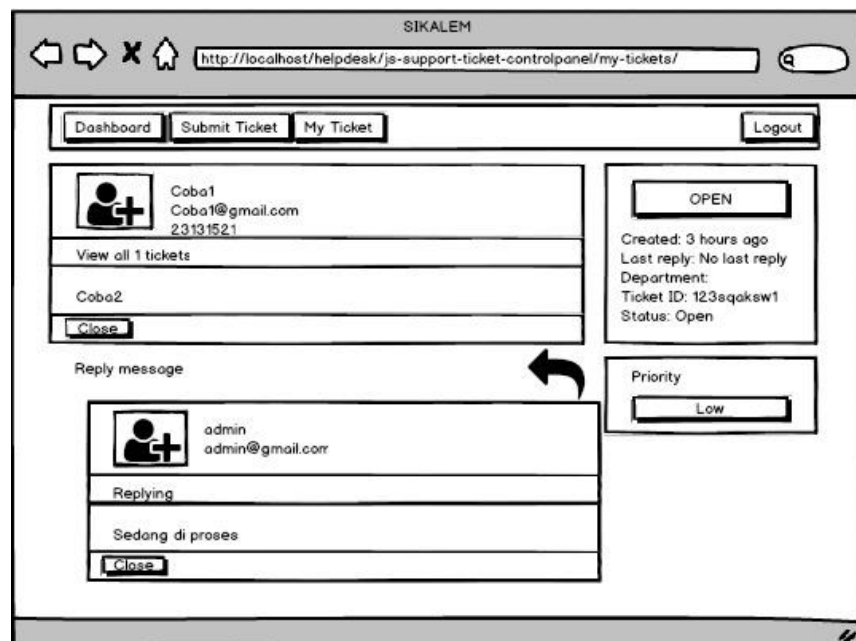 SIKALEM
http://localhost/helpdesk/js-support-ticket-controlpanel/my-tickets/
Dashboard Submit Ticket My Ticket Logout
Coba1
Coba1@gmail.com
23131521
View all 1 tickets
Coba2
Close
OPEN
Created: 3 hours ago
Last reply: No last reply
Department:
Ticket ID: 123sqaksw1
Status: Open
Priority
Low
Reply message
admin
admin@gmail.corr
Replying
Sedang di proses
Close